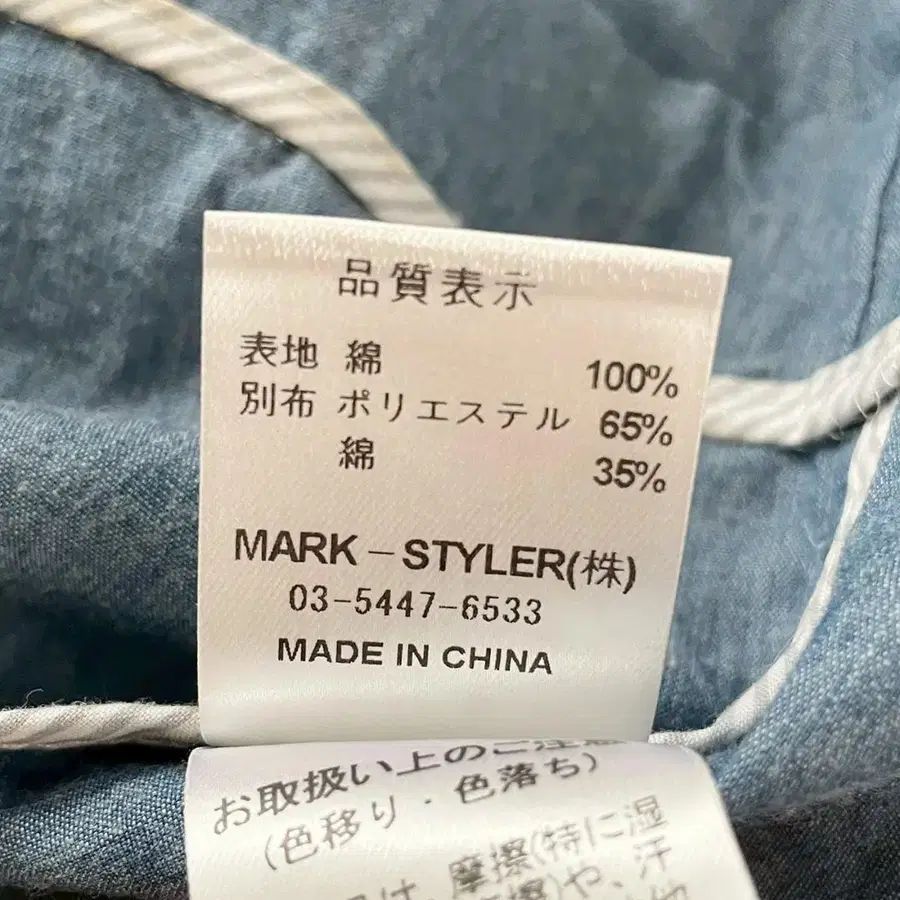 品質表示
表地 綿 100%
別布 ポリエステル 65%
綿 35%
MARK-STYLER(株)
03-5447-6533
MADE IN CHINA
お取扱い上のご注意
(色移り・色落ち)
摩擦(特に湿
や、汗